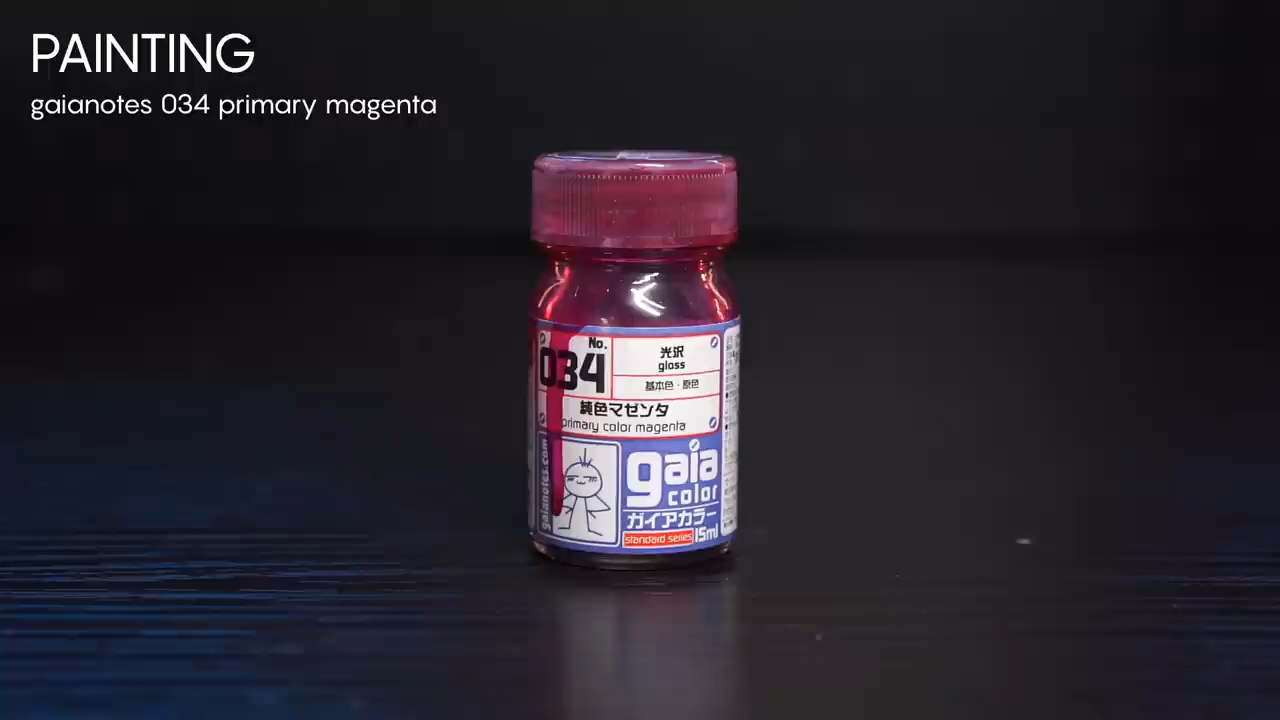 PAINTING
gaianotes 034 primary magenta
No.
034
光沢
gloss
基本色・原色
純色マゼンタ
primary color magenta
gaianotes.com
gaia
color
ガイアカラー
standard series
15ml